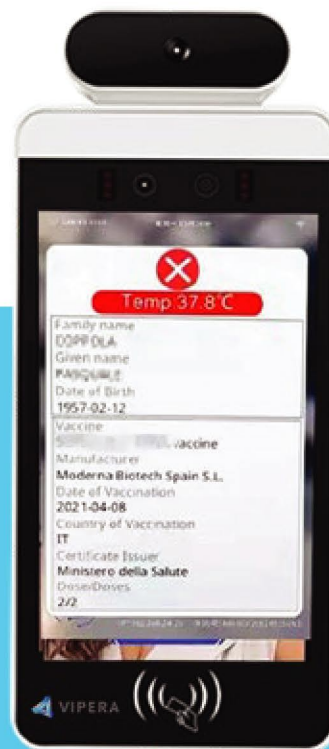 Temp:37.8°C
Family name
Given name
Date of Birth
1957-02-12
Vaccine
vaccine
Manufacturer
Moderna Biotech Spain S.L.
Date of Vaccination
2021-04-08
Country of Vaccination
IT
Certificate Issuer
Ministero della Salute
Dose/Doses
2/2
VIPERA